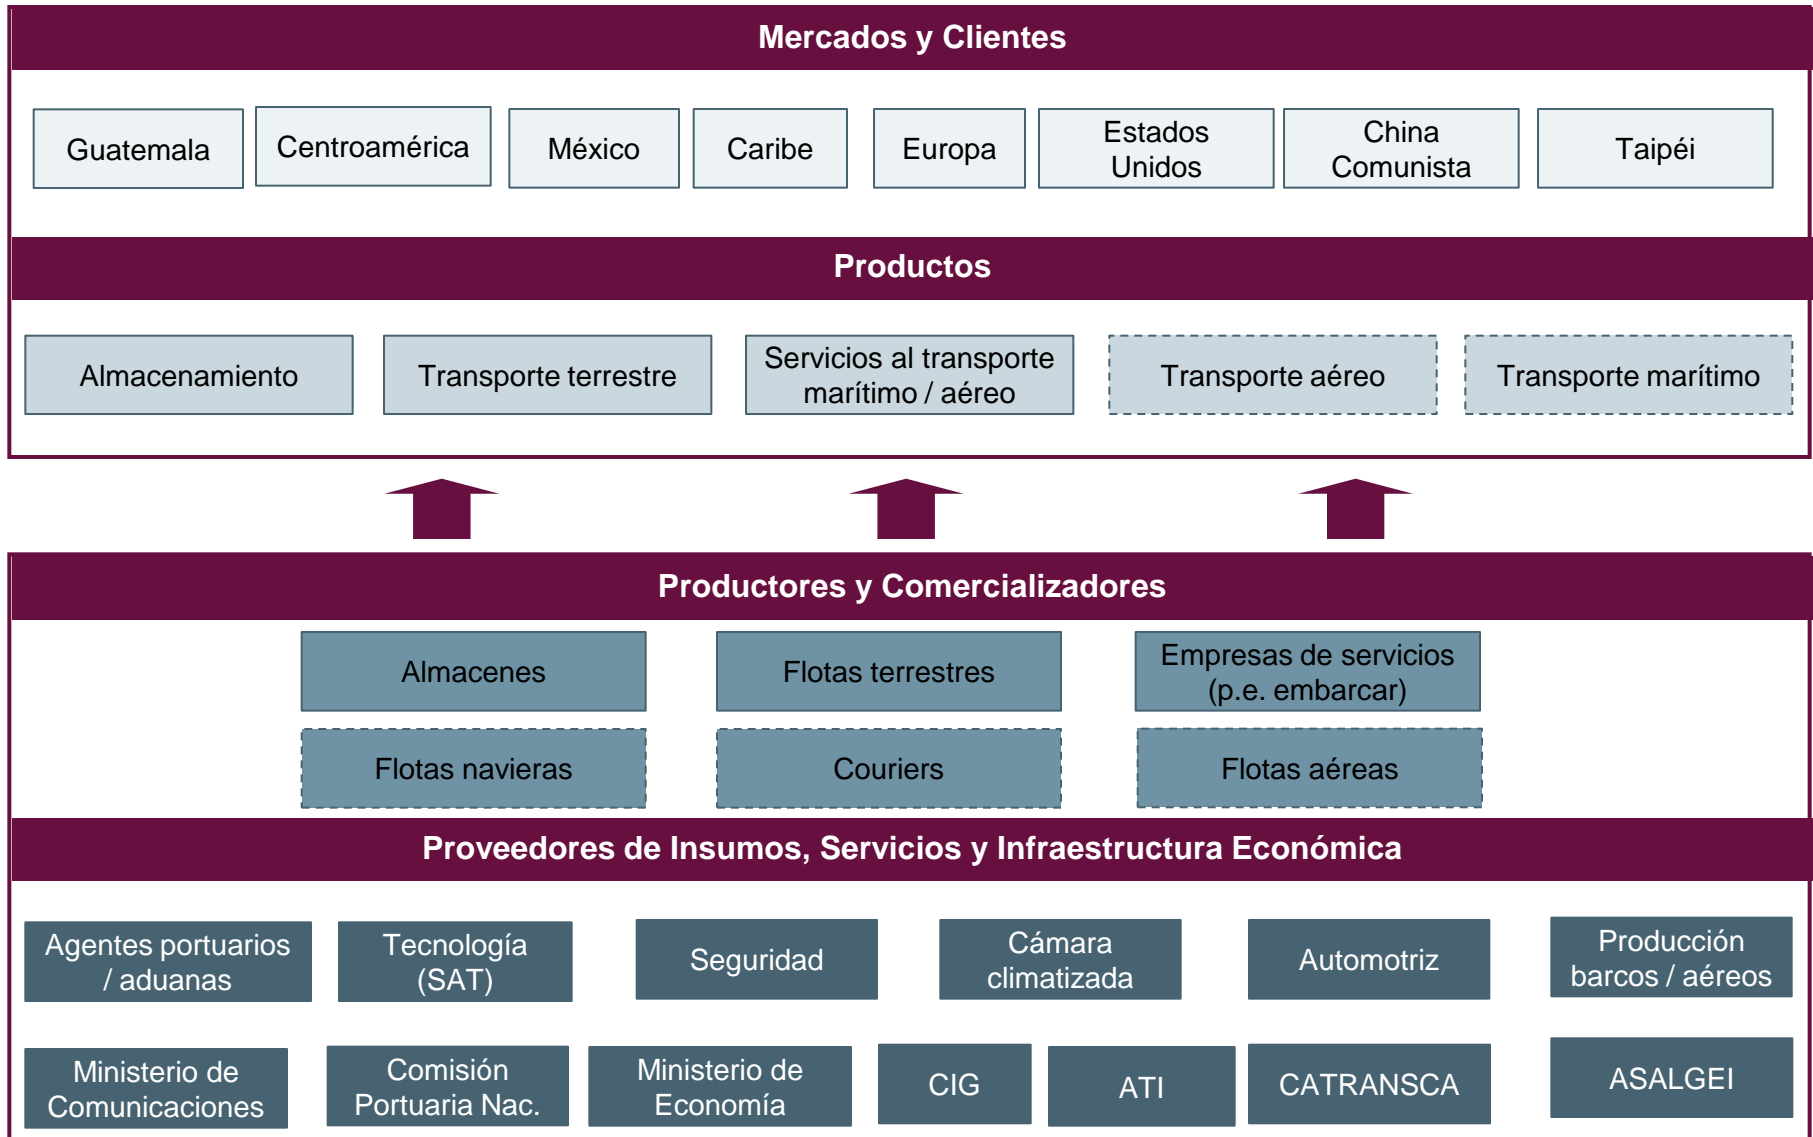 Mercados y Clientes
Guatemala
Centroamérica
México
Caribe
Europa
Estados
Unidos
China
Comunista
Taipéi
Productos
Almacenamiento
Transporte terrestre
Servicios al transporte
marítimo / aéreo
Transporte aéreo
Transporte marítimo
Productores y Comercializadores
Almacenes
Flotas terrestres
Empresas de servicios
(p.e. embarcar)
Flotas navieras
Couriers
Flotas aéreas
Proveedores de Insumos, Servicios y Infraestructura Económica
Agentes portuarios
/ aduanas
Tecnología
(SAT)
Seguridad
Cámara
climatizada
Automotriz
Producción
barcos / aéreos
Ministerio de
Comunicaciones
Comisión
Portuaria Nac.
Ministerio de
Economía
CIG
ATI
CATRANSCA
ASALGEI